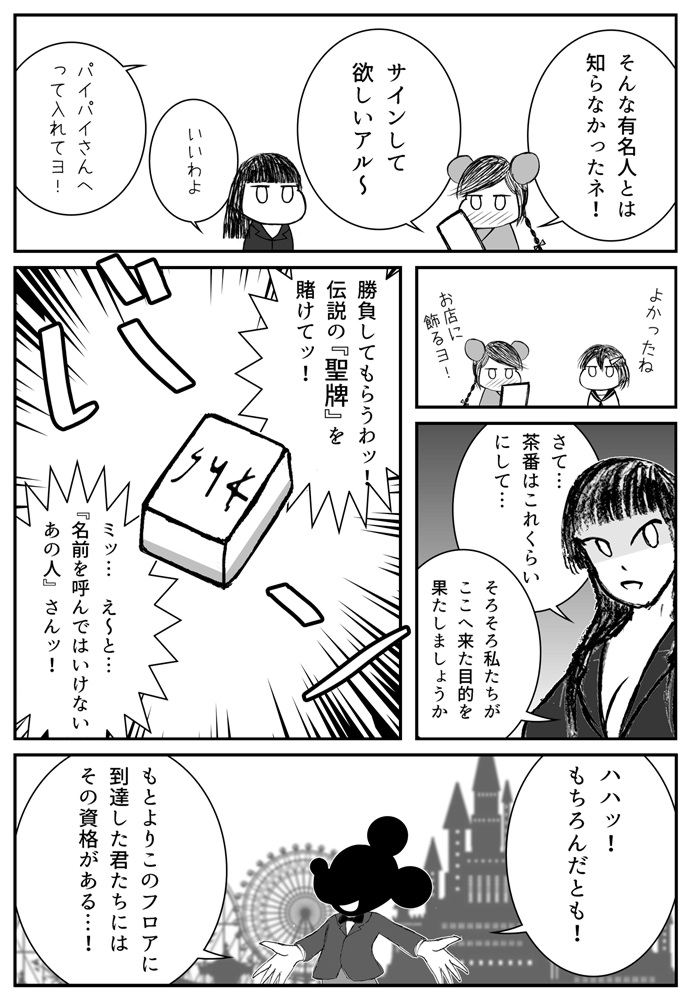 そんな有名人とは
知らなかったネ！
サインして
欲しいアル～
いいわよ
パイパイさんへ
って入れてヨ！
よかったね
お店に
飾るヨ！
さて…
茶番はこれくらい
にして…
そろそろ私たちが
ここへ来た目的を
果たしましょうか
勝負してもらうわッ！
伝説の『聖牌』を
賭けてッ！
ミッ…　え～と…
『名前を呼んではいけない
あの人』さんッ！
ハハッ！
もちろんだとも！
もとよりこのフロアに
到達した君たちには
その資格がある…！